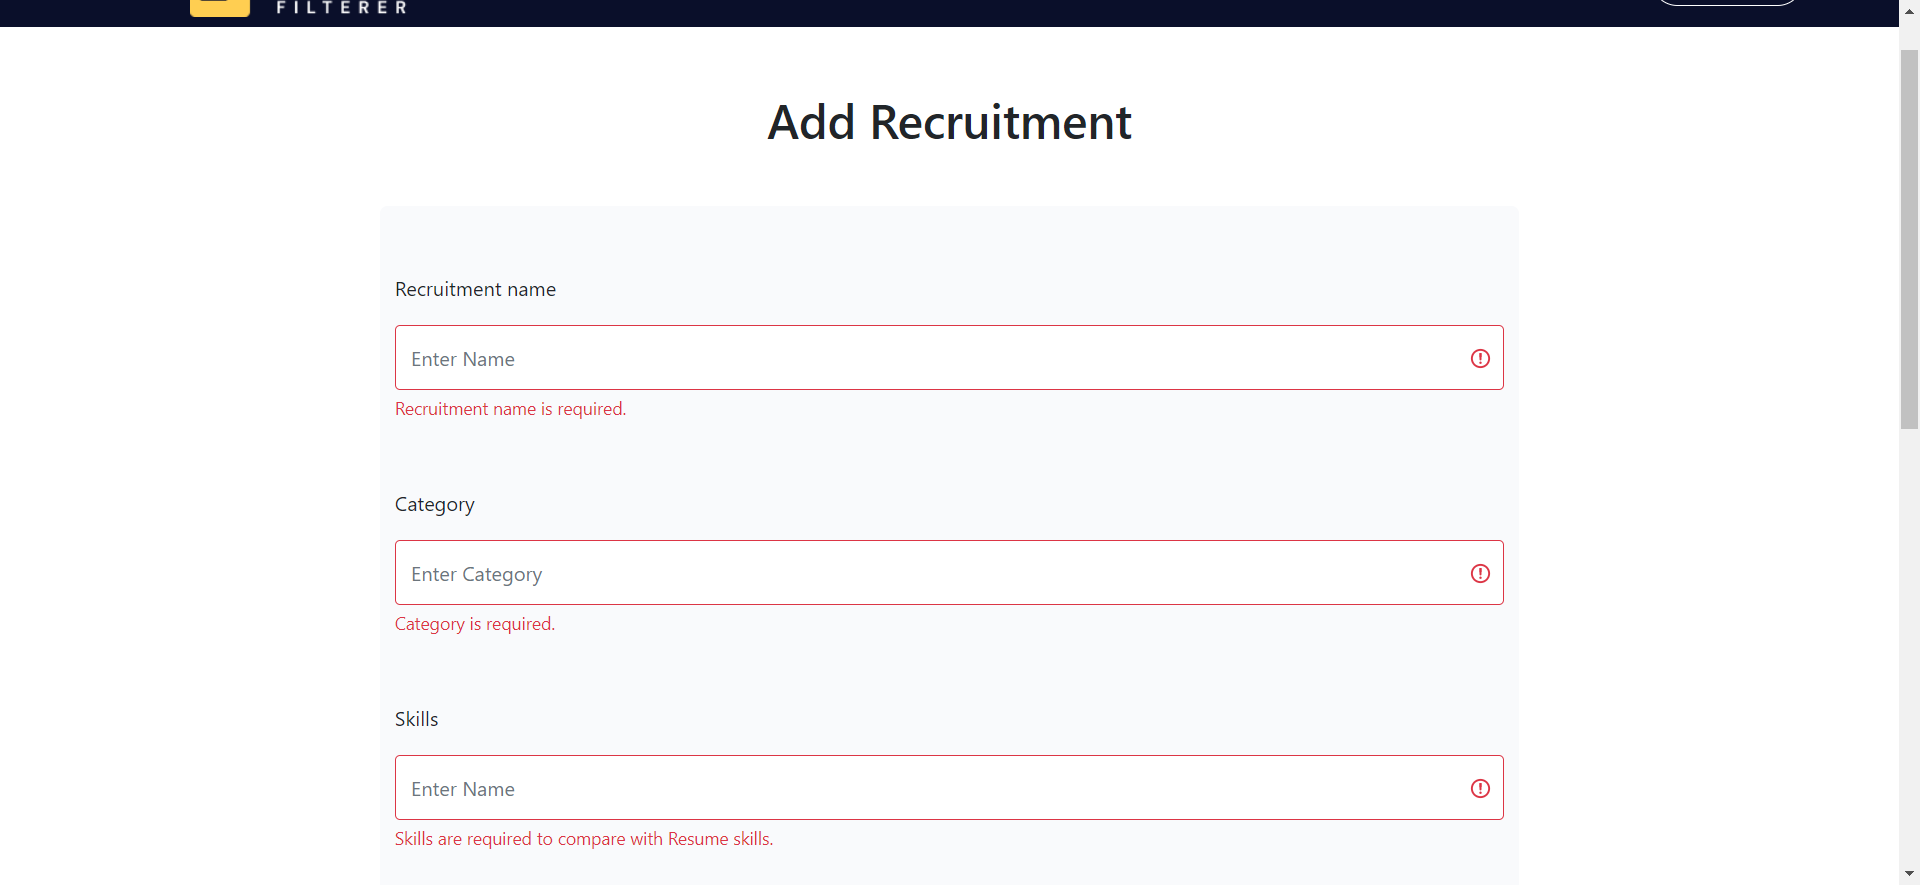 FILTERER
Add Recruitment
Recruitment name
Enter Name
Recruitment name is required.
Category
Enter Category
Category is required.
Skills
Enter Name
Skills are required to compare with Resume skills.